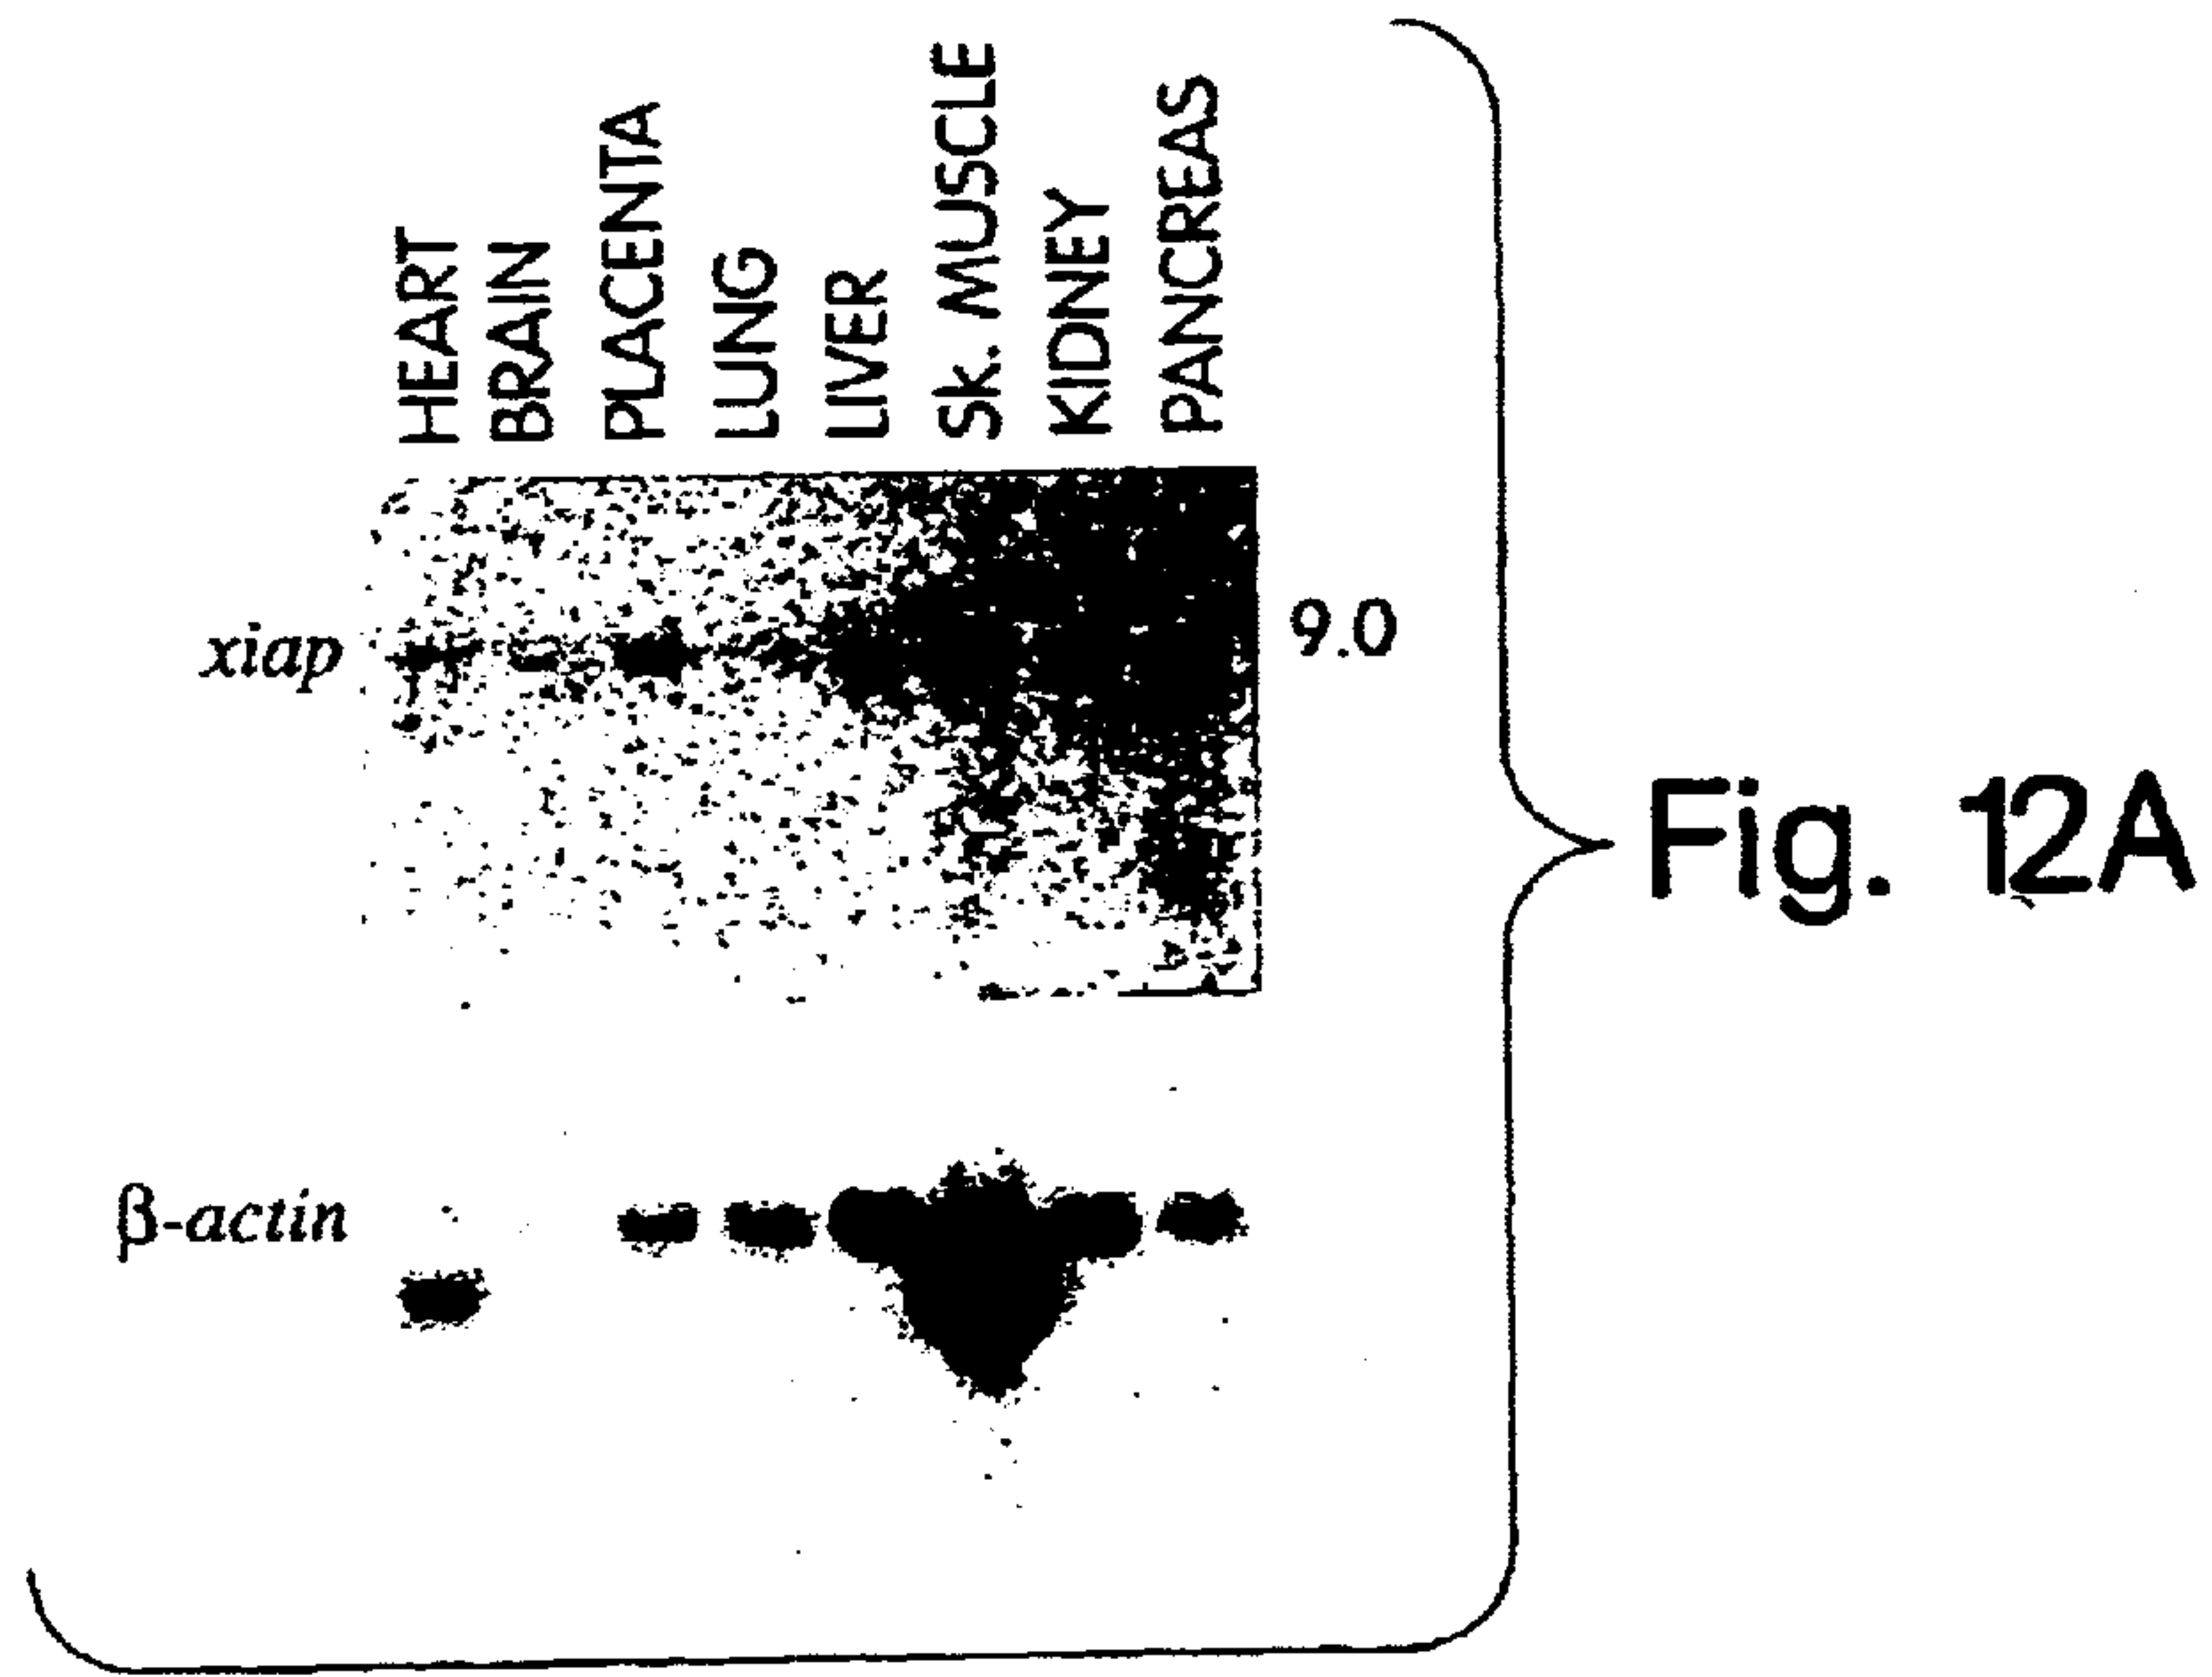 HEART
BRAIN
PLACENTA
LUNG
LIVER
Sk. MUSCLE
KIDNEY
PANCREAS
xiap
9.0
β-actin
Fig. 12A